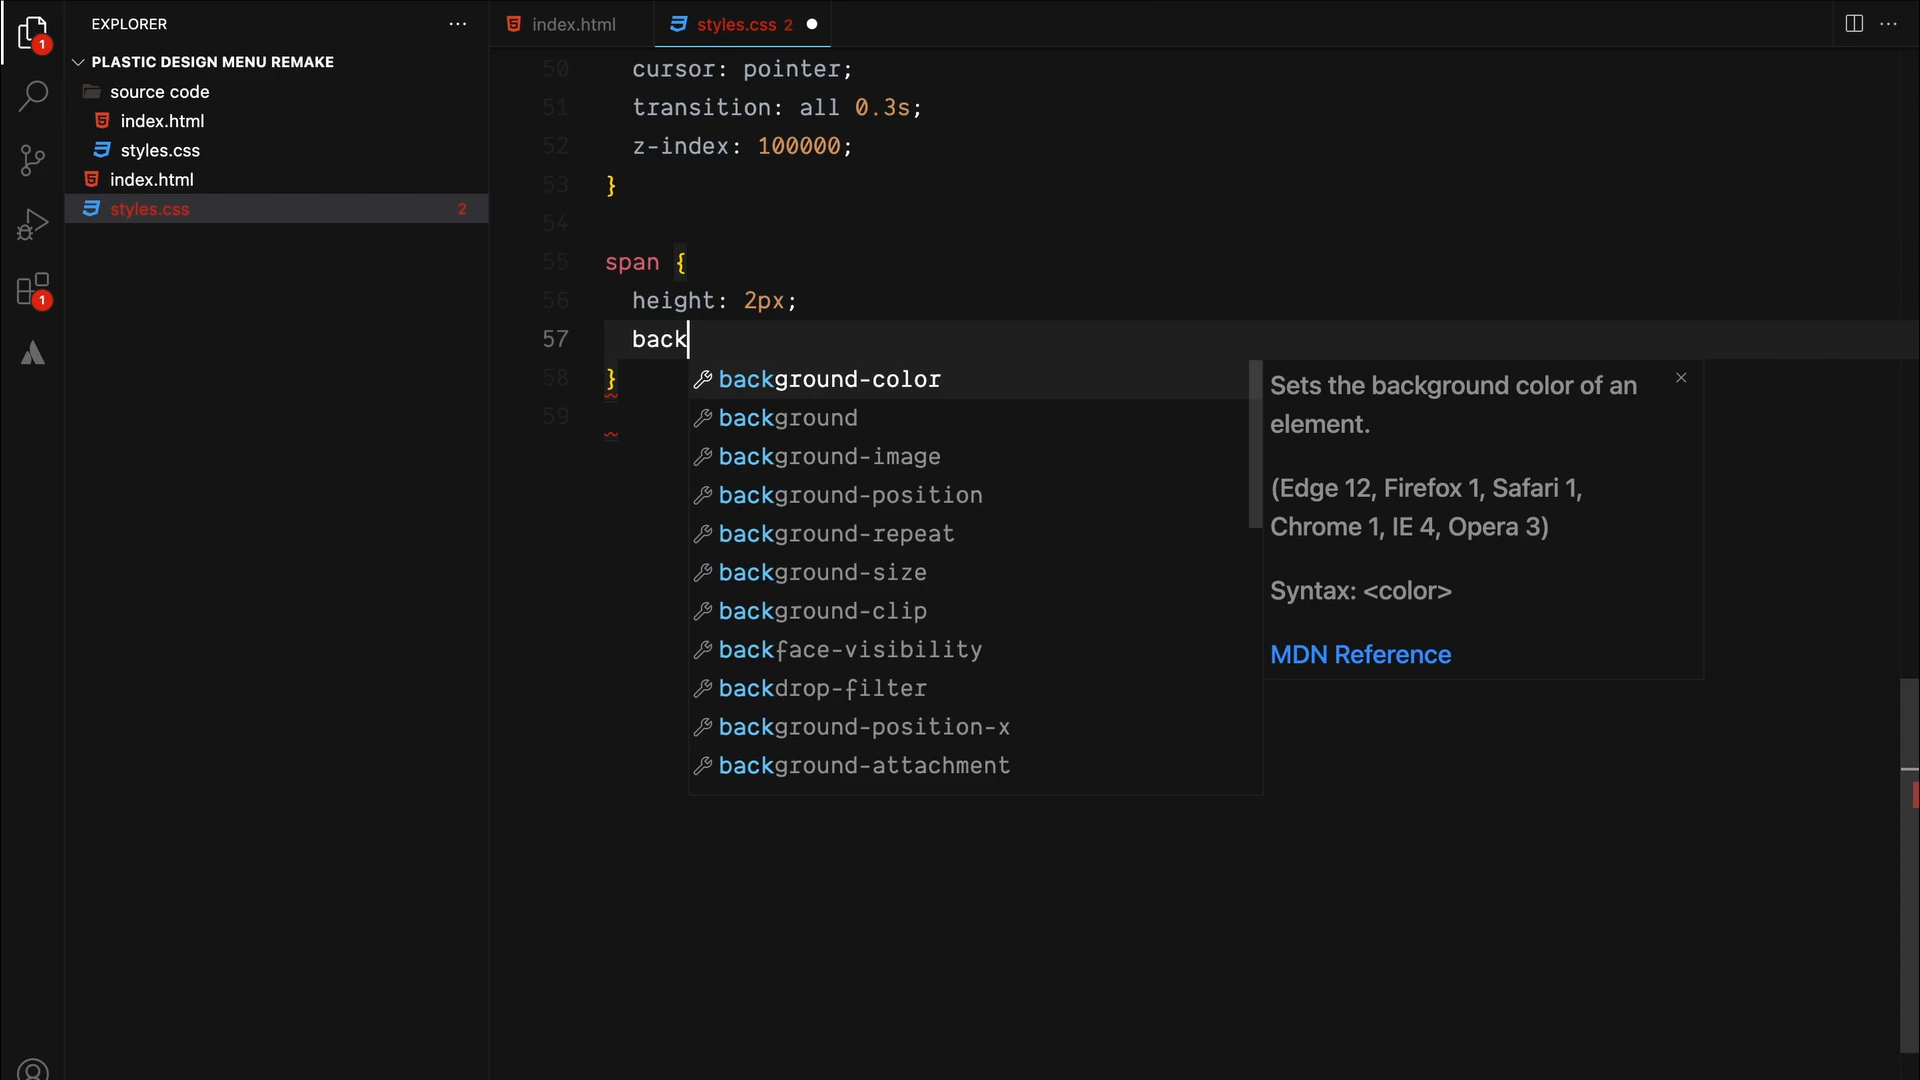 EXPLORER
index.html
styles.css 2
1
PLASTIC DESIGN MENU REMAKE
source code
index.html
styles.css
index.html
styles.css 2
1
50 cursor: pointer;
51 transition: all 0.3s;
52 z-index: 100000;
53 }
54
55 span {
56 height: 2px;
57 back
58 }
59
background-color
background
background-image
background-position
background-repeat
background-size
background-clip
backface-visibility
backdrop-filter
background-position-x
background-attachment
Sets the background color of an
element.
(Edge 12, Firefox 1, Safari 1,
Chrome 1, IE 4, Opera 3)
Syntax: <color>
MDN Reference